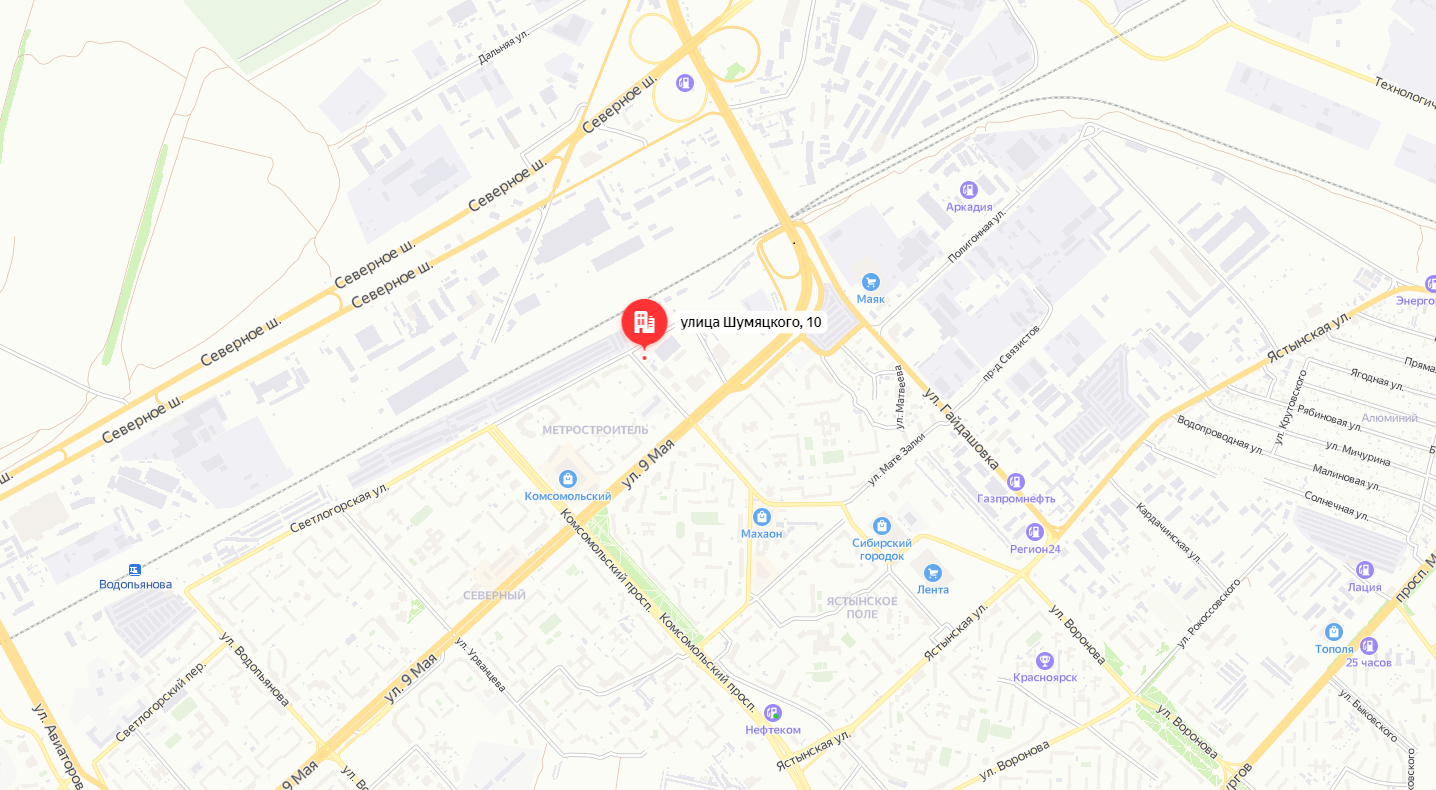 Дальняя ул.
Северное ш.
Технологич
Северное ш.
Аркадия
Полигонная ул.
Северное ш.
Северное ш.
Маяк
Энергор
улица Шумяцкого, 10
Северное ш.
Ястынская ул.
пр-д Связистов
Пряма
Ягодная ул.
ул. Матвеева
ул. Крутовского
Северное ш.
ул. Гайдашовка
Рябиновая ул.
Алюминий
МЕТРОСТРОИТЕЛЬ
Водопроводная ул.
ул. Мичурина
ул. 9 Мая
ул. Мате Залки
Малиновая ул.
ш.
Комсомольский
Газпромнефть
Светлогорская ул.
Солнечная ул.
Махаон
Кардачинская ул.
Сибирский
городок
Регион24
Комсомольский просп.
Водопьянова
Лента
Лация
просп. М
СЕВЕРНЫЙ
ЯСТЫНСКОЕ
ПОЛЕ
ул. Рокоссовского
Ястынская ул.
ул. Воронова
Тополя
25 часов
ул. Водопьянова
ул. Урванцева
Комсомольский просп.
Красноярск
ул. 9 Мая
Светлогорский пер.
ул. Быковского
ул. Авиаторов
Нефтеком
ул. Воронова
Ястынская ул.
ул. Воронова
9 Мая
ул. Во
ургов
ковского